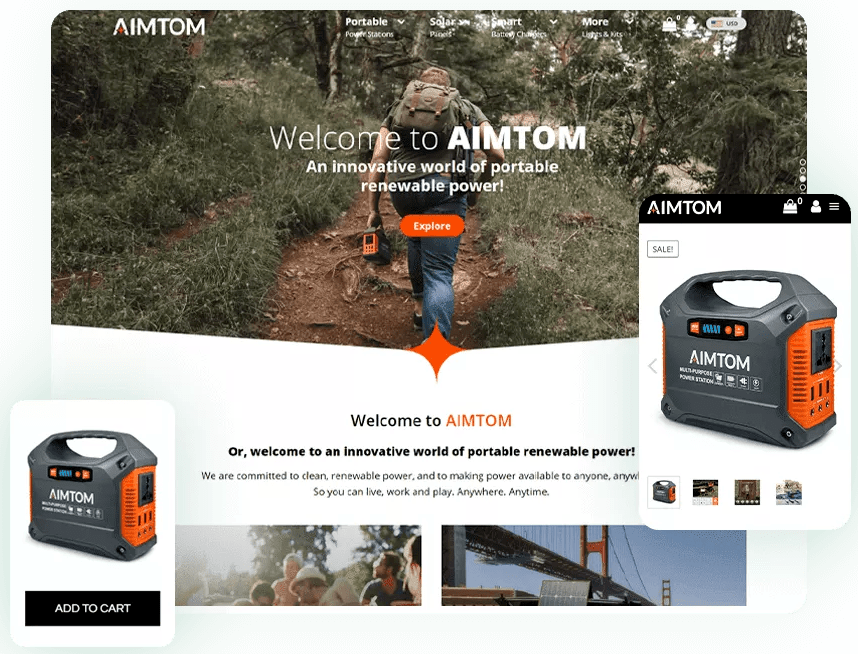 AIMTOM
Portable
Power Stations
Solar
Panels
Smart
Battery Chargers
More
Lights & Kits
0
USD
Welcome to AIMTOM
An innovative world of portable
renewable power!
Explore
AIMTOM
0
SALE!
AIMTOM
MULTI-PURPOSE
POWER STATION
Welcome to AIMTOM
Or, welcome to an innovative world of portable renewable power!
We are committed to clean, renewable power, and to making power available to anyone,
So you can live, work and play. Anywhere. Anytime.
AIMTOM
MULTI-PURPOSE
POWER STATION
ADD TO CART